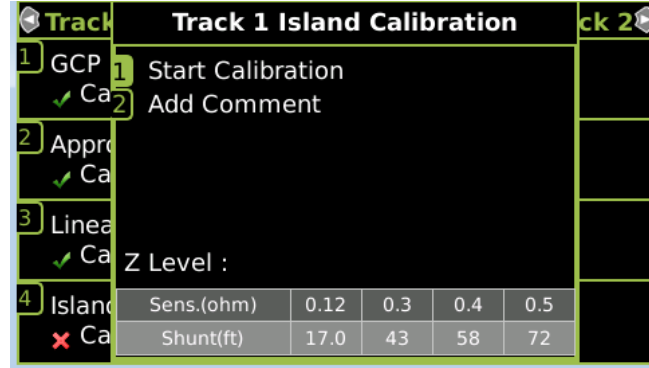 Track Track 1 Island Calibration ck 2
1 GCP
Ca
2 Appro
Ca
3 Linea
Ca
4 Islan
Ca
1 Start Calibration
2 Add Comment
Z Level :
Sens.(ohm) 0.12 0.3 0.4 0.5
Shunt(ft) 17.0 43 58 72